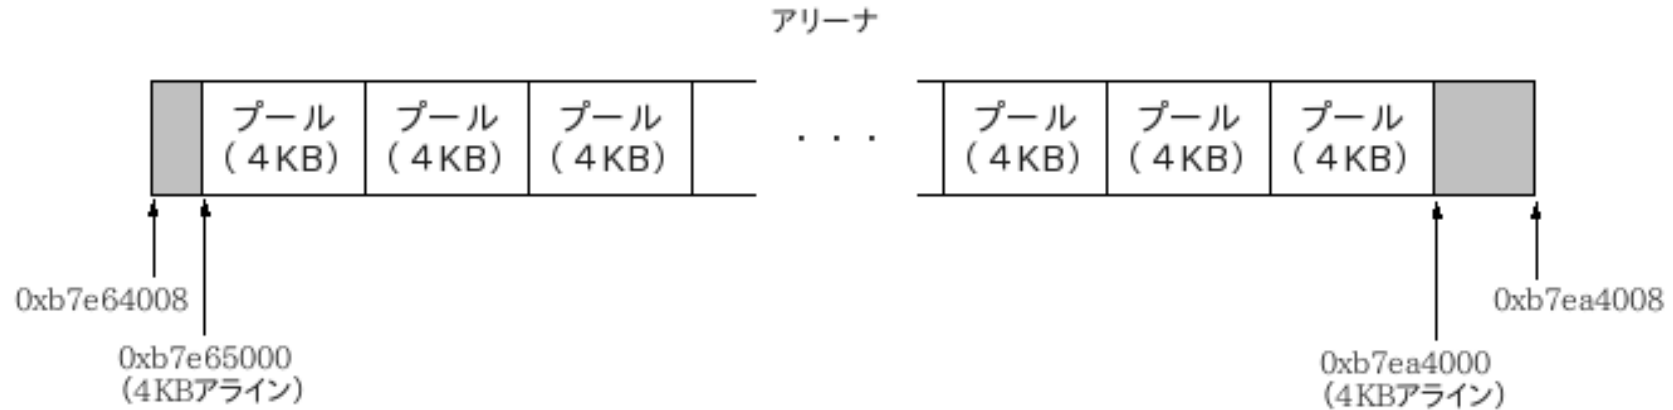 アリーナ
プール
(４KB)
プール
(４KB)
プール
(４KB)
・・・
プール
(４KB)
プール
(４KB)
プール
(４KB)
0xb7e64008
0xb7e65000
(4KBアライン)
0xb7ea4000
(4KBアライン)
0xb7ea4008